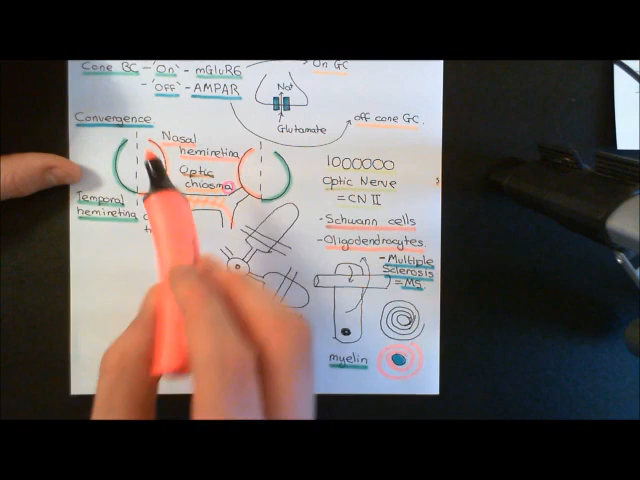 Cone BC - 'On' - mGluR6
On GC
- 'Off' - AMPAR
Na+
Glutamate
off cone GC.
Convergence
Nasal
hemiretina
Optic
chiosma
Temporal
hemiretina
1000000
Optic Nerve
= CN II
- Schwann cells
- Oligodendrocytes.
- Multiple
Sclerosis
= MS.
myelin